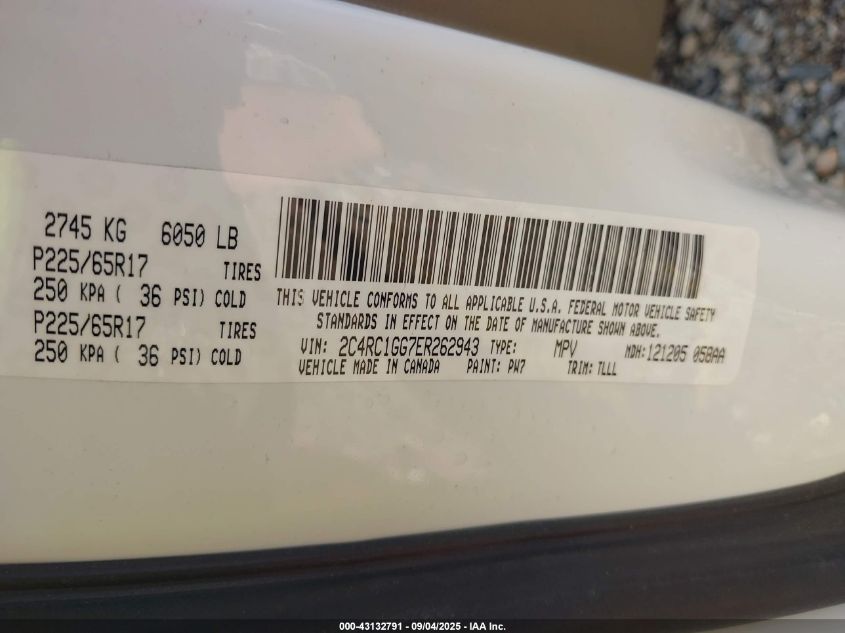 2745 KG 6050 LB
P225/65R17 TIRES
250 KPA ( 36 PSI) COLD
P225/65R17 TIRES
250 KPA ( 36 PSI) COLD
THIS VEHICLE CONFORMS TO ALL APPLICABLE U.S.A. FEDERAL MOTOR VEHICLE SAFETY
STANDARDS IN EFFECT ON THE DATE OF MANUFACTURE SHOWN ABOVE.
VIN: 2C4RC1GG7ER262943 TYPE: MPV MDH:121205 058AA
VEHICLE MADE IN CANADA PAINT: PW7 TRIM: TLLL
000-43132791 - 09/04/2025 - IAA Inc.